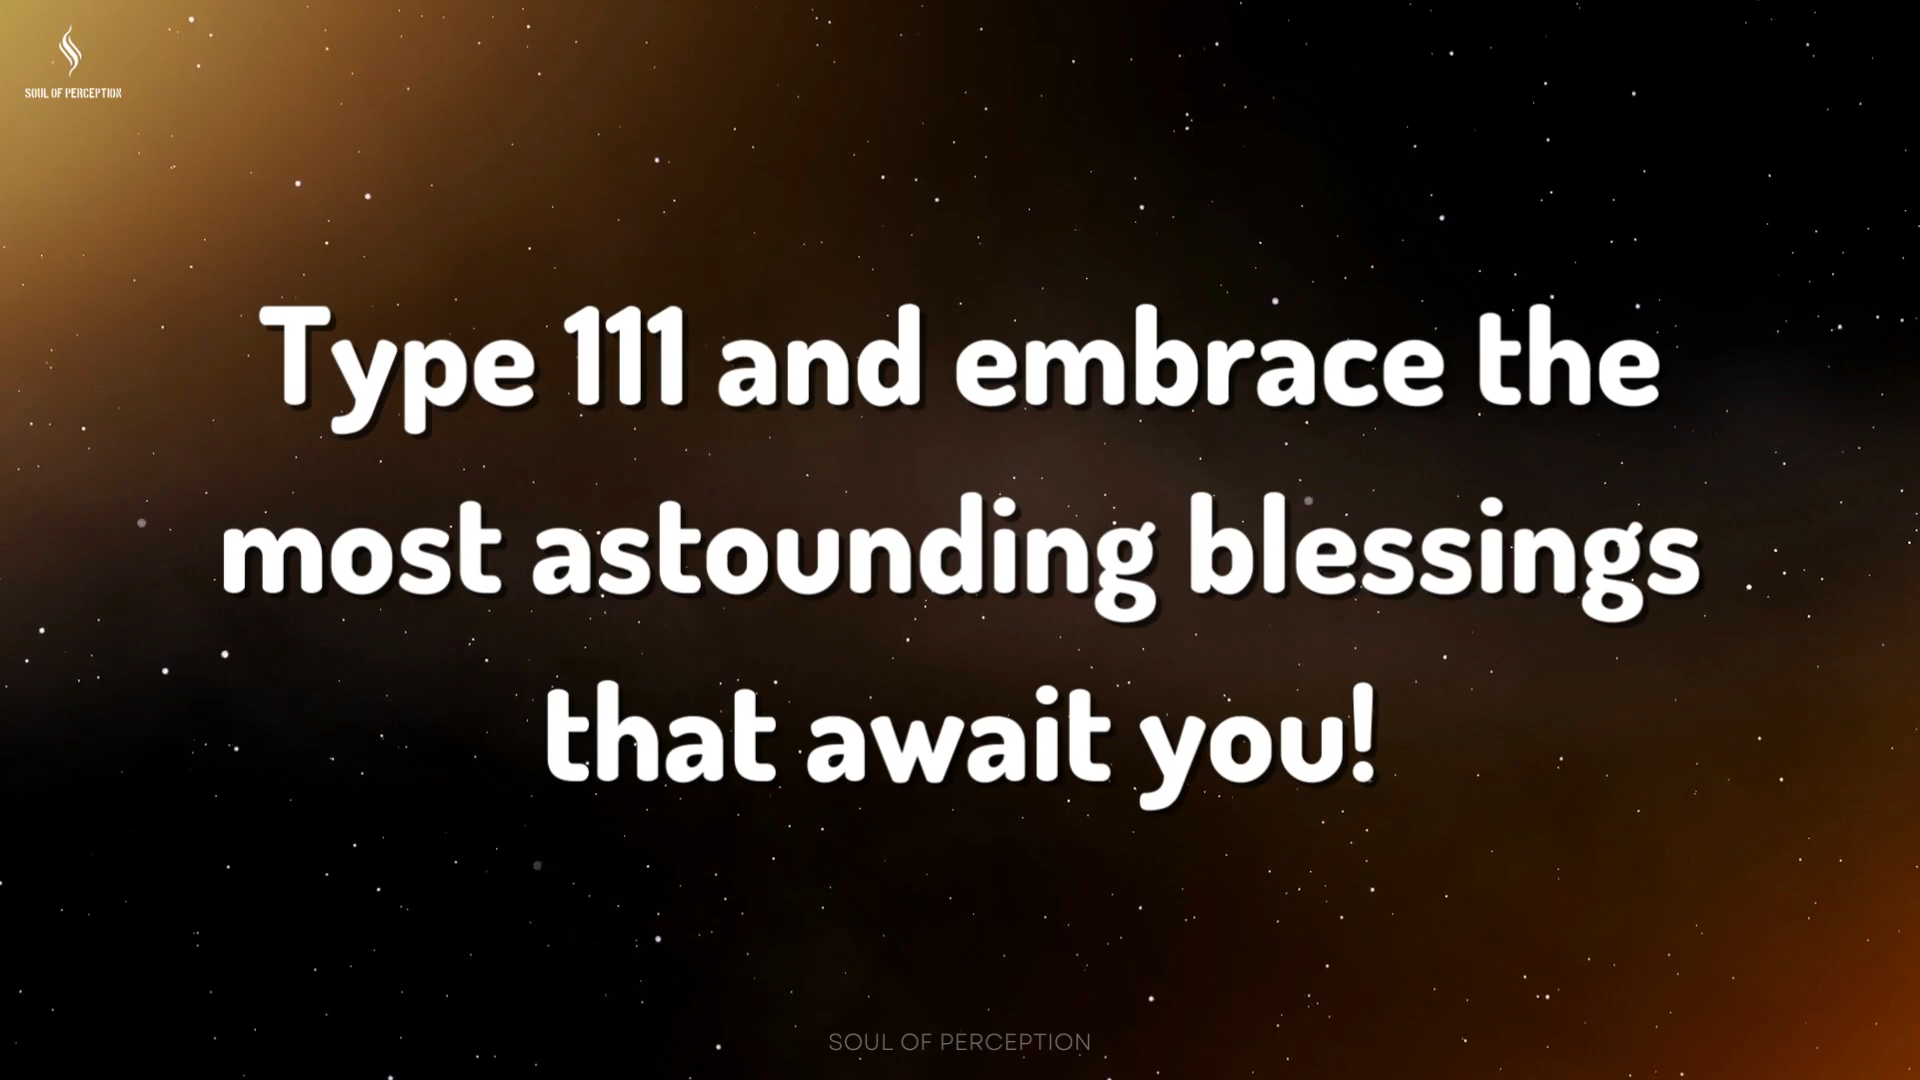 SOUL OF PERCEPTION
Type 111 and embrace the
most astounding blessings
that await you!
SOUL OF PERCEPTION